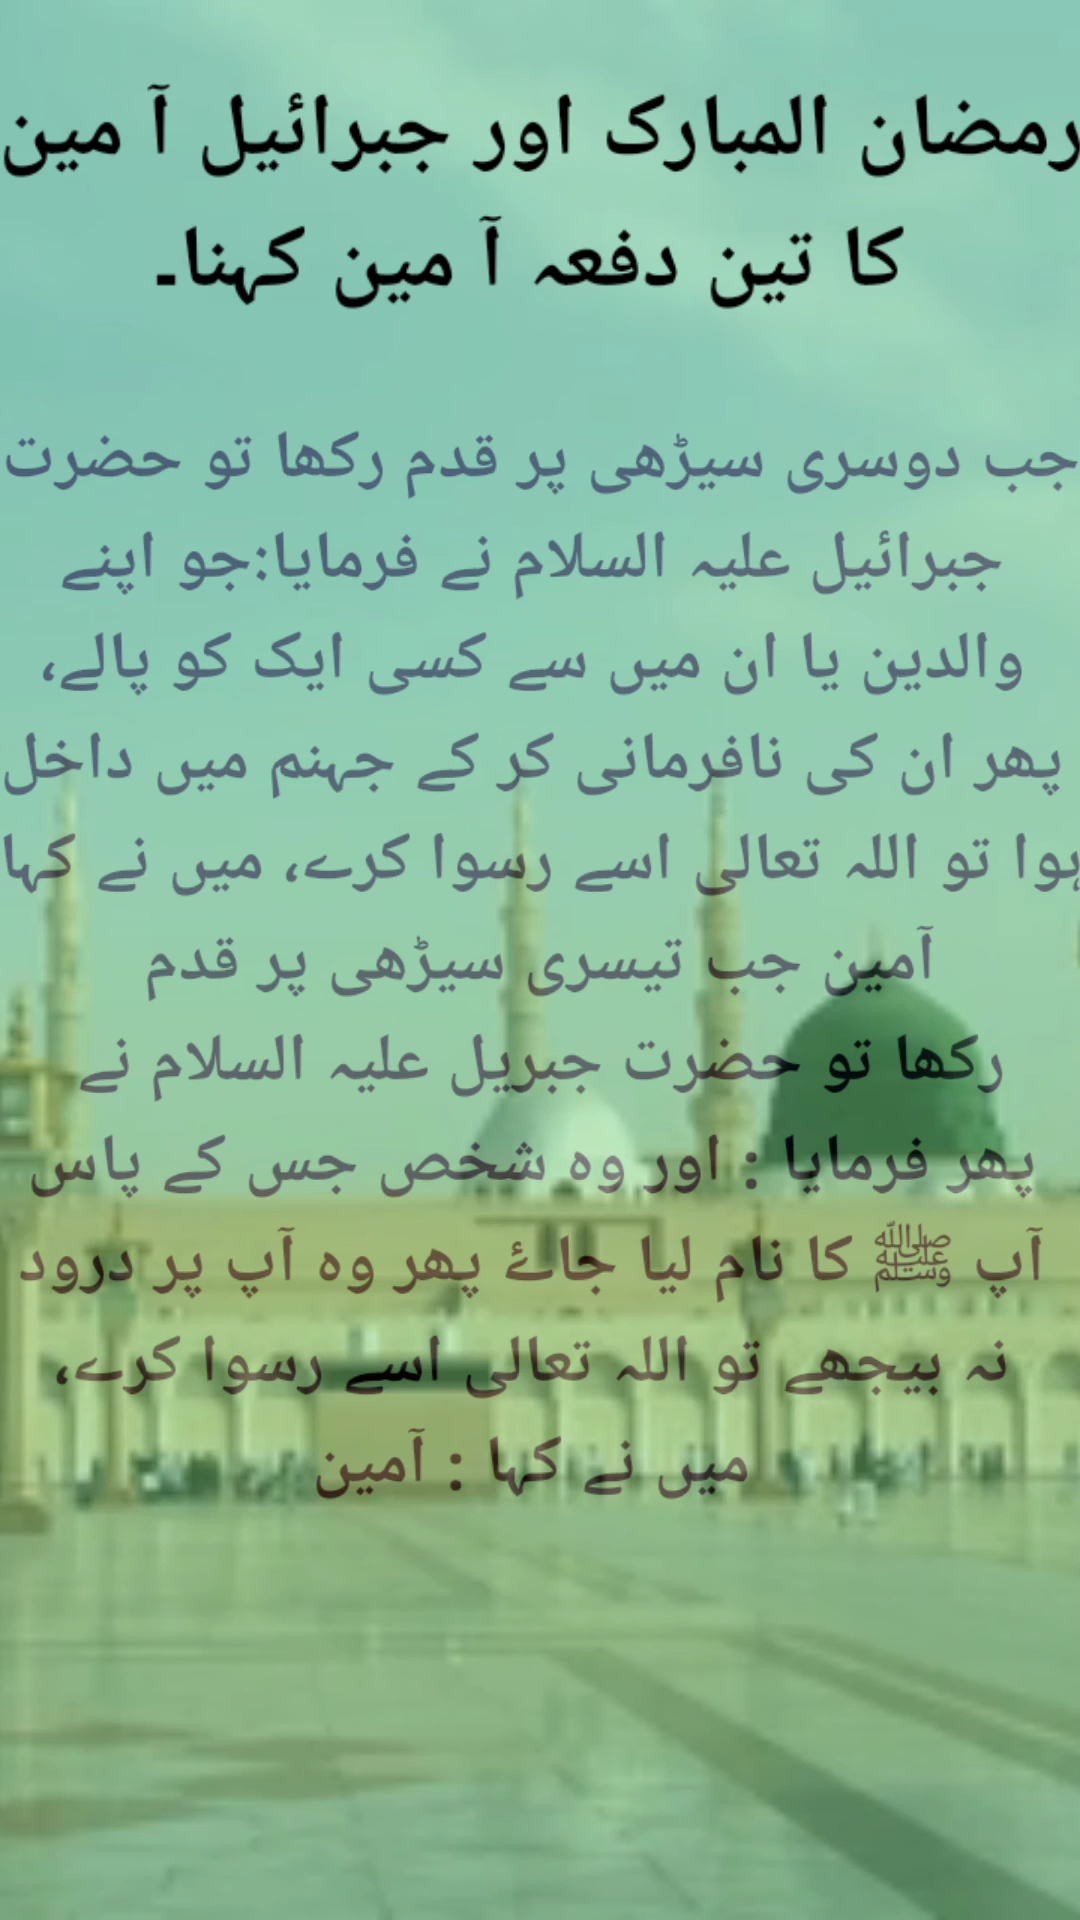 رمضان المبارک اور جبرائیل آ مین
کا تین دفعہ آ مین کہنا۔
جب دوسری سیڑھی پر قدم رکھا تو حضرت
جبرائیل علیہ السلام نے فرمایا:جو اپنے
والدین یا ان میں سے کسی ایک کو پالے،
پھر ان کی نافرمانی کر کے جہنم میں داخل
ہوا تو اللہ تعالی اسے رسوا کرے، میں نے کہا
آمین جب تیسری سیڑھی پر قدم
رکھا تو حضرت جبریل علیہ السلام نے
پھر فرمایا : اور وہ شخص جس کے پاس
آپ ﷺ کا نام لیا جائے پھر وہ آپ پر درود
نہ بیجھے تو اللہ تعالی اسے رسوا کرے،
میں نے کہا : آمین